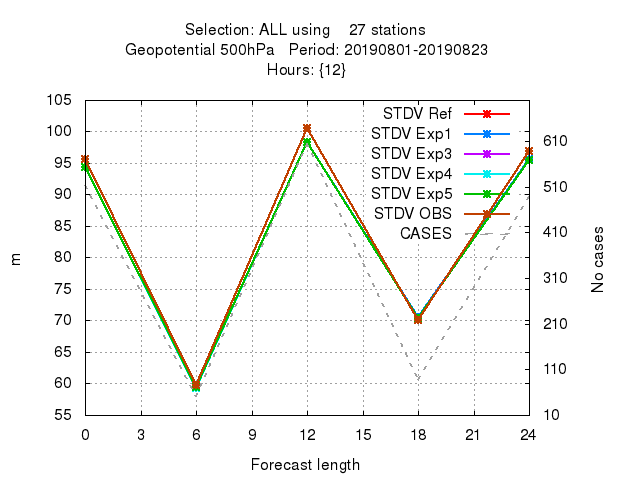 Selection: ALL using    27 stations
Geopotential 500hPa   Period: 20190801-20190823
Hours: {12}
105
100
95
90
85
80
75
70
65
60
55
m
STDV Ref
STDV Exp1
STDV Exp3
STDV Exp4
STDV Exp5
STDV OBS
CASES
610
510
410
310
210
110
10
No cases
0 3 6 9 12 15 18 21 24
Forecast length